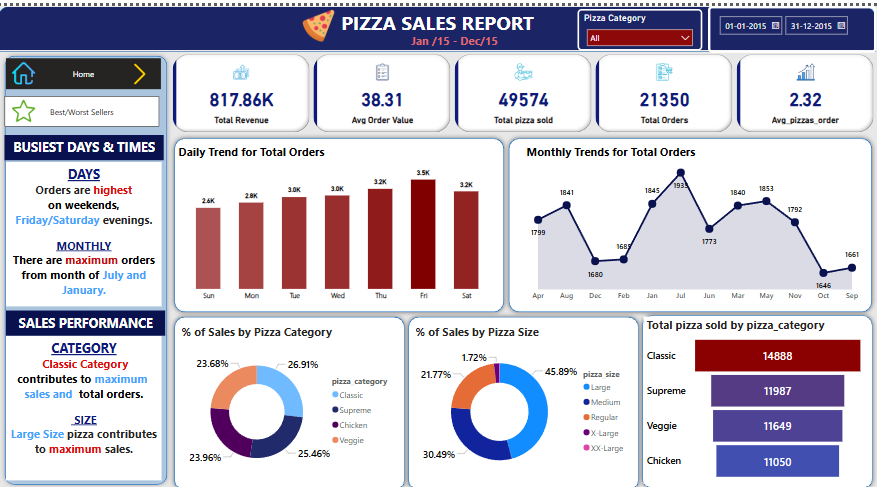 PIZZA SALES REPORT
Jan /15 - Dec/15
Pizza Category
All
01-01-2015
31-12-2015
Home
Best/Worst Sellers
BUSIEST DAYS & TIMES
DAYS
Orders are highest
on weekends,
Friday/Saturday evenings.
MONTHLY
There are maximum orders
from month of July and
January.
SALES PERFORMANCE
CATEGORY
Classic Category
contributes to maximum
sales and total orders.
SIZE
Large Size pizza contributes
to maximum sales.
817.86K
Total Revenue
38.31
Avg Order Value
49574
Total pizza sold
21350
Total Orders
2.32
Avg_pizzas_order
Daily Trend for Total Orders
2.6K
2.8K
3.0K
3.0K
3.2K
3.5K
3.2K
Sun
Mon
Tue
Wed
Thu
Fri
Sat
Monthly Trends for Total Orders
1799
1841
1680
1685
1845
1935
1773
1840
1853
1792
1646
1661
Apr
Aug
Dec
Feb
Jan
Jul
Jun
Mar
May
Nov
Oct
Sep
% of Sales by Pizza Category
23.68%
26.91%
23.96%
25.46%
pizza_category
Classic
Supreme
Chicken
Veggie
% of Sales by Pizza Size
1.72%
21.77%
45.89%
30.49%
pizza_size
Large
Medium
Regular
X-Large
XX-Large
Total pizza sold by pizza_category
Classic
14888
Supreme
11987
Veggie
11649
Chicken
11050